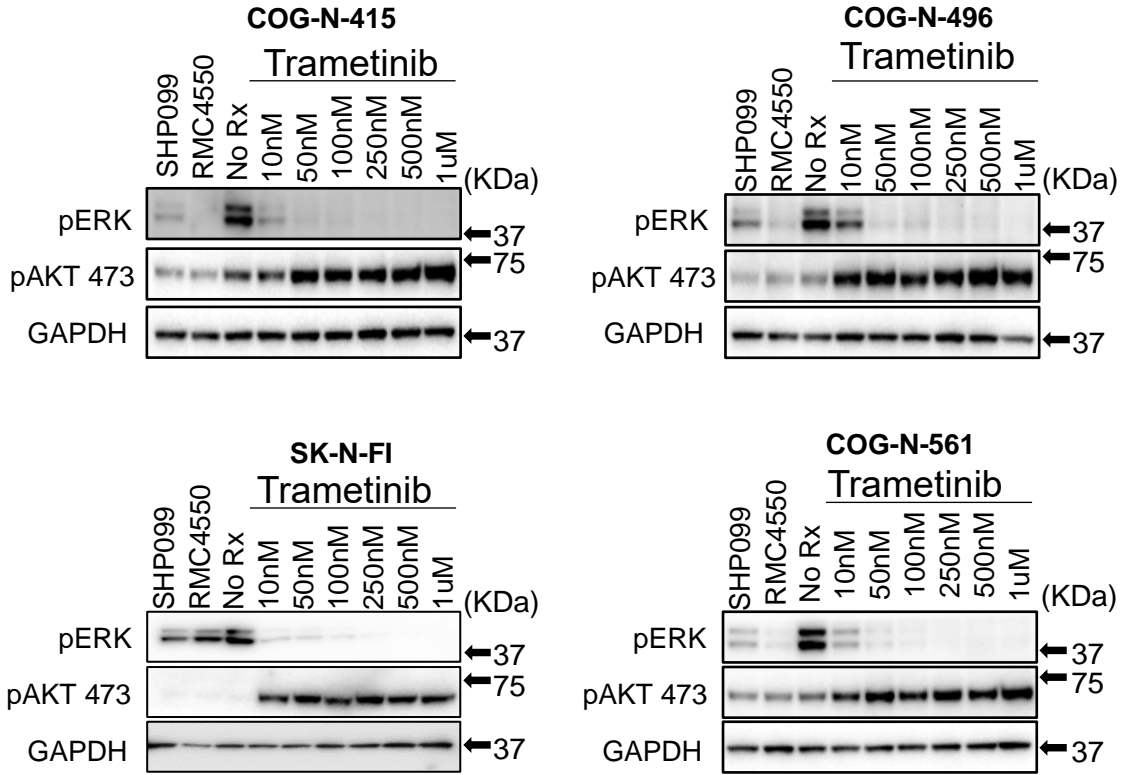 COG-N-415
Trametinib
SHP099
RMC4550
No Rx
10nM
50nM
100nM
250nM
500nM
1uM
(KDa)
pERK
37
75
pAKT 473
GAPDH
37
COG-N-496
Trametinib
SHP099
RMC4550
No Rx
10nM
50nM
100nM
250nM
500nM
1uM
(KDa)
pERK
37
75
pAKT 473
GAPDH
37
SK-N-FI
Trametinib
SHP099
RMC4550
No Rx
10nM
50nM
100nM
250nM
500nM
1uM
(KDa)
pERK
37
75
pAKT 473
GAPDH
37
COG-N-561
Trametinib
SHP099
RMC4550
No Rx
10nM
50nM
100nM
250nM
500nM
1uM
(KDa)
pERK
37
75
pAKT 473
GAPDH
37